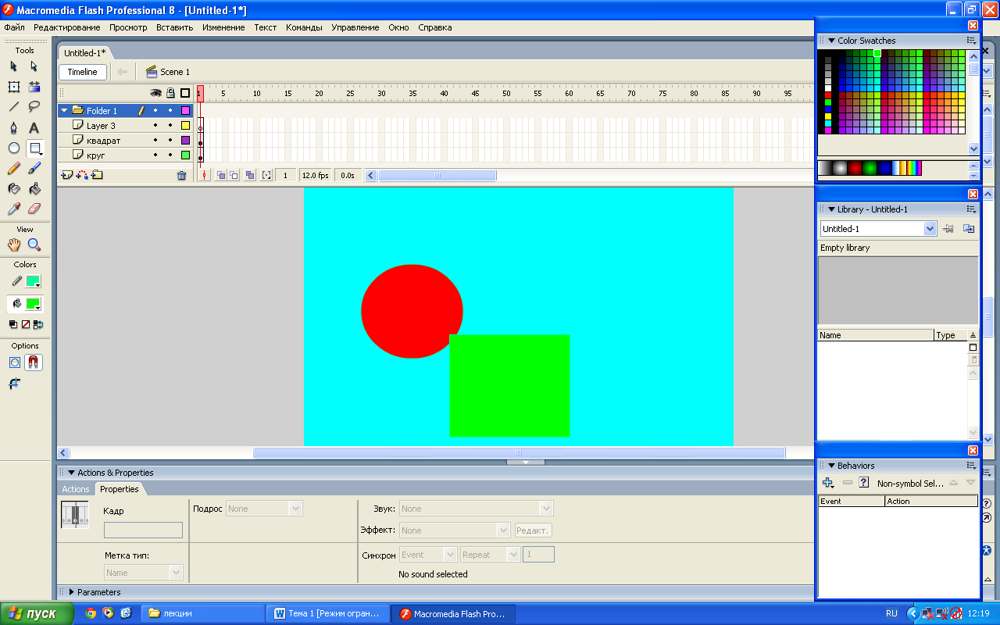 Macromedia Flash Professional 8 - [Untitled-1*]
Файл Редактирование Просмотр Вставить Изменение Текст Команды Управление Окно Справка
Tools
View
Colors
Options
Untitled-1*
Timeline Scene 1
1 5 10 15 20 25 30 35 40 45 50 55 60 65 70 75 80 85 90 95
Folder 1
Layer 3
квадрат
круг
1 12.0 fps 0.0s
Color Swatches
Library - Untitled-1
Untitled-1
Empty library
Name Type
Behaviors
Non-symbol Sel...
Event Action
Actions & Properties
Actions Properties
Кадр
Метка тип:
Name
Подрос None
Звук: None
Эффект: None Редакт.
Синхрон Event Repeat 1
No sound selected
Parameters
пуск лекции Тема 1 [Режим огран... Macromedia Flash Pro... RU 12:19